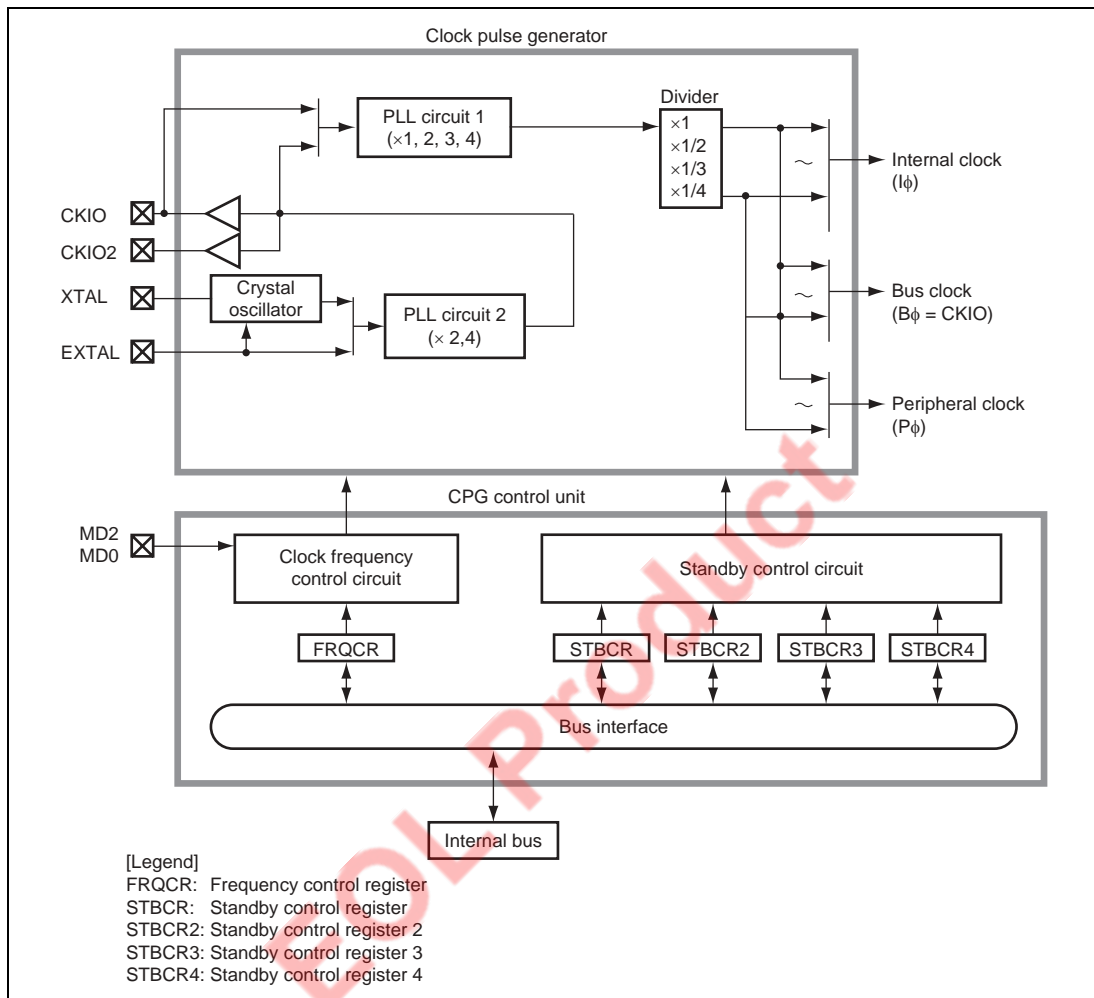 Clock pulse generator
PLL circuit 1
(×1, 2, 3, 4)
Divider
×1
×1/2
×1/3
×1/4
Internal clock
(Iϕ)
CKIO
CKIO2
XTAL
EXTAL
Crystal
oscillator
PLL circuit 2
(× 2,4)
Bus clock
(Bϕ = CKIO)
Peripheral clock
(Pϕ)
CPG control unit
MD2
MD0
Clock frequency
control circuit
Standby control circuit
FRQCR
STBCR
STBCR2
STBCR3
STBCR4
Bus interface
Internal bus
[Legend]
FRQCR: Frequency control register
STBCR: Standby control register
STBCR2: Standby control register 2
STBCR3: Standby control register 3
STBCR4: Standby control register 4
EOL Product